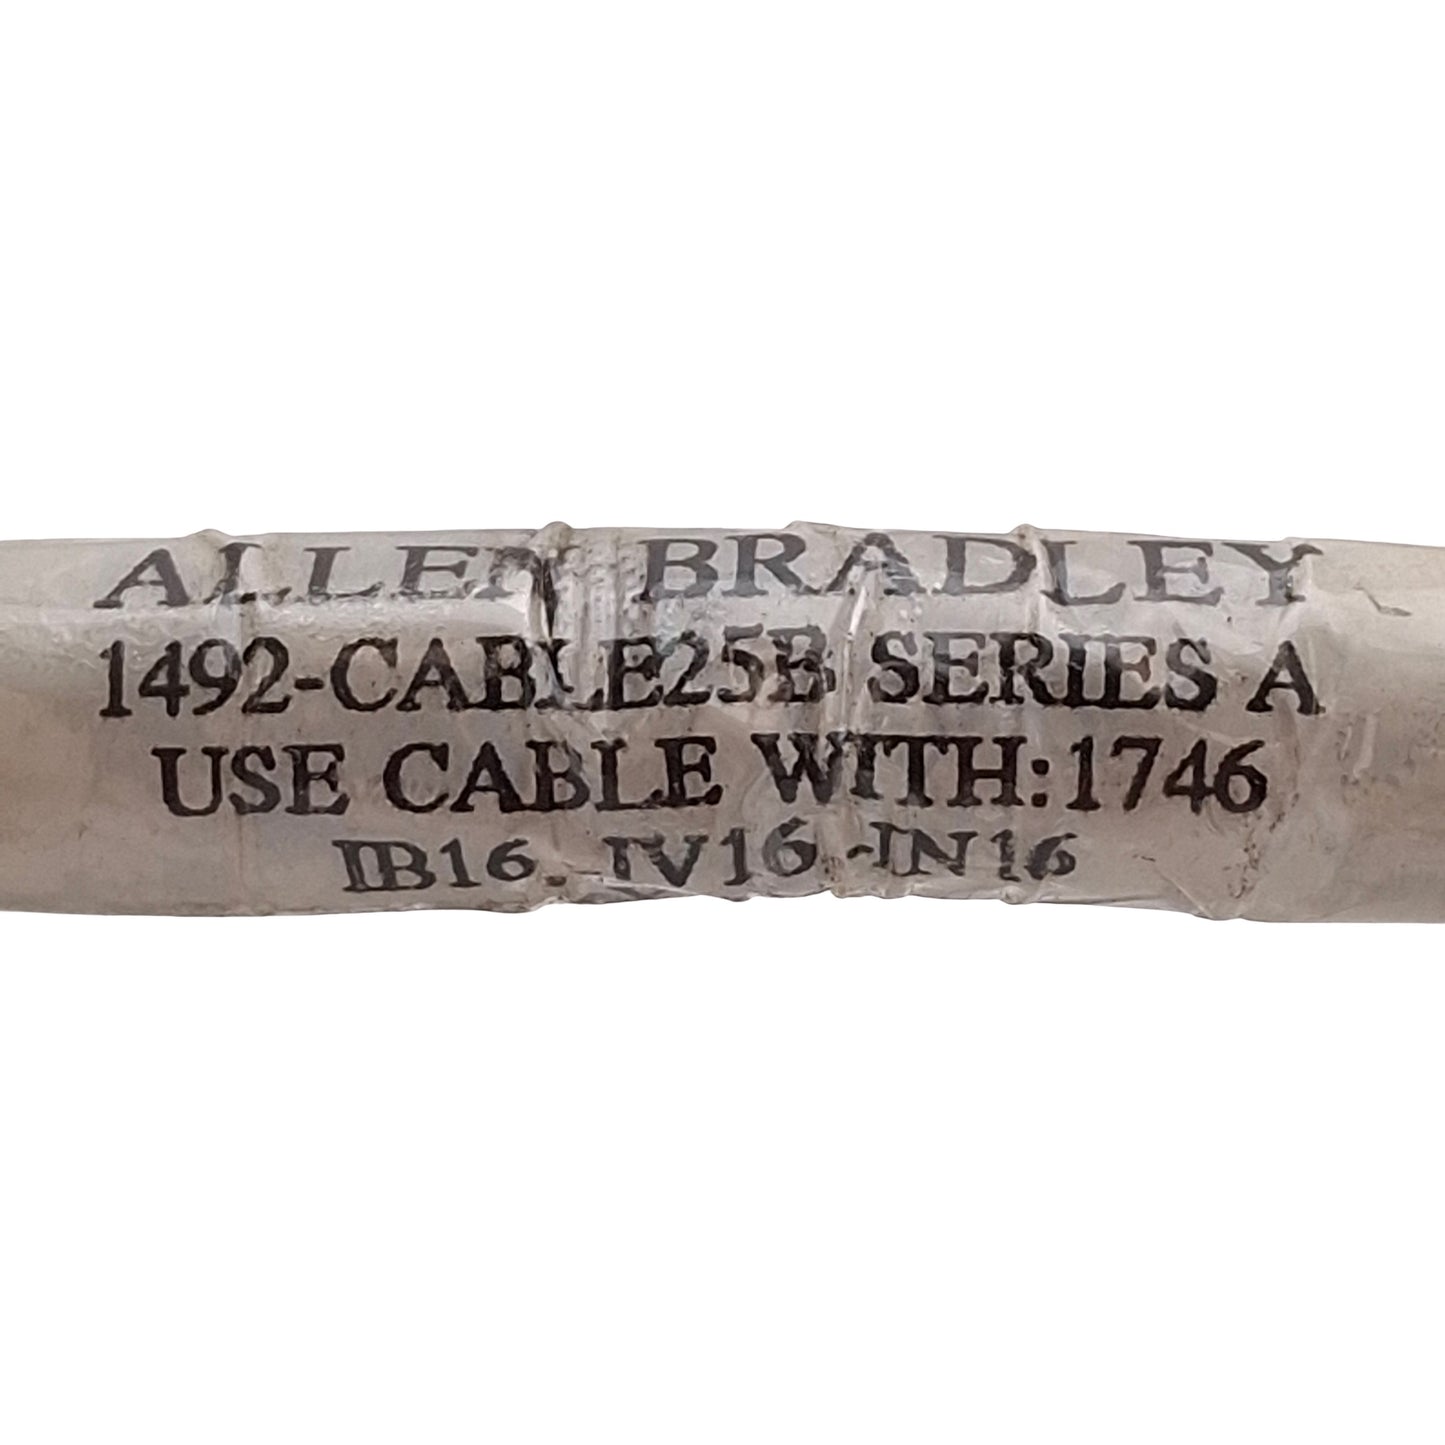 ALLEN BRADLEY
1492-CABLE25B SERIES A
USE CABLE WITH:1746
IB16 -IV16 -IN16